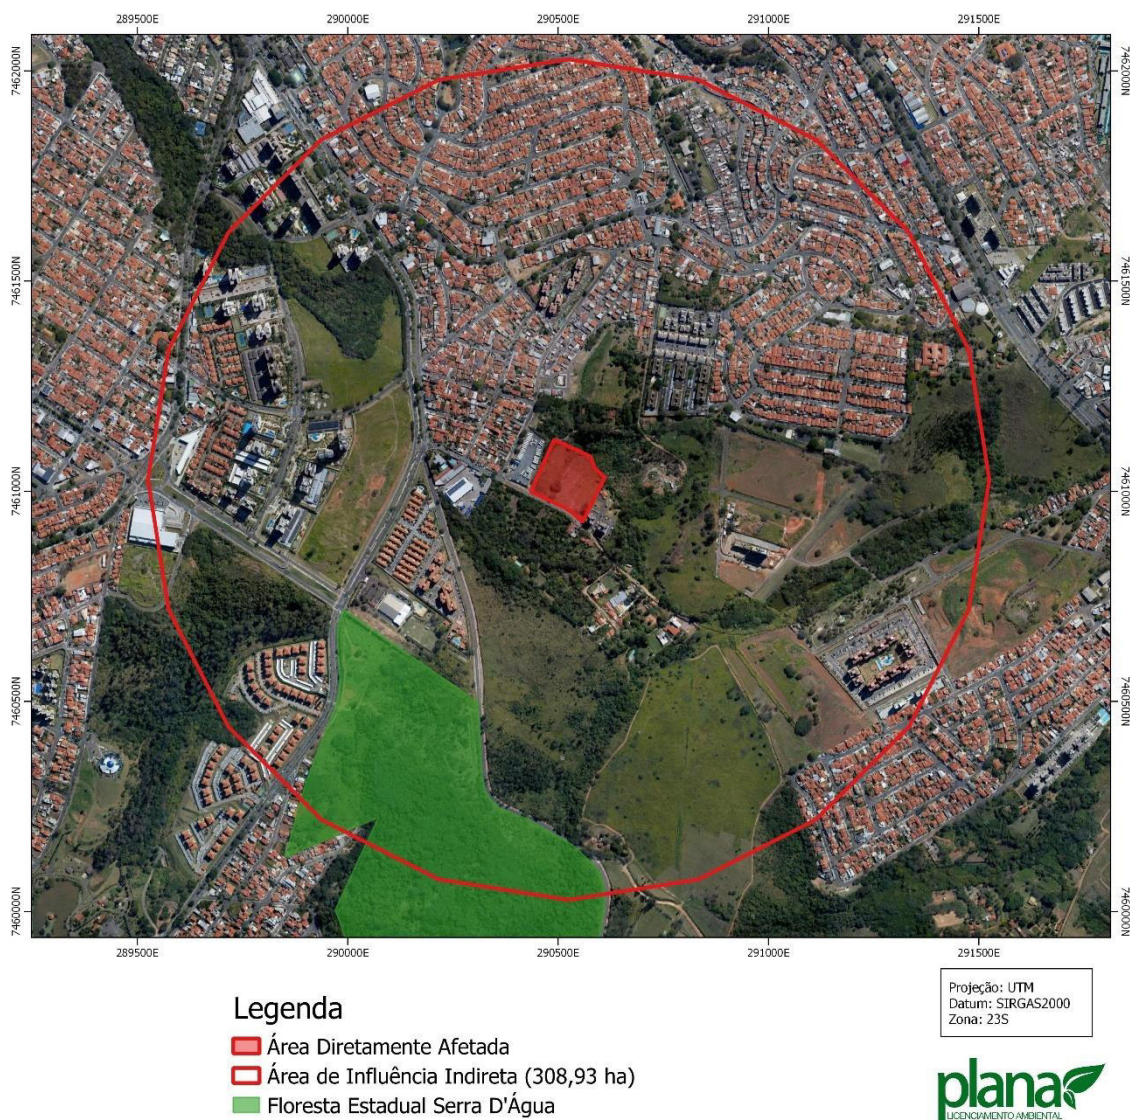 289500E 290000E 290500E 291000E 291500E
7462000N 7462000N
7461500N 7461500N
7461000N 7461000N
7460500N 7460500N
7460000N 7460000N
289500E 290000E 290500E 291000E 291500E
Projeção: UTM
Datum: SIRGAS2000
Zona: 23S
Legenda
Área Diretamente Afetada
Área de Influência Indireta (308,93 ha)
Floresta Estadual Serra D'Água
plana
LICENCIAMENTO AMBIENTAL